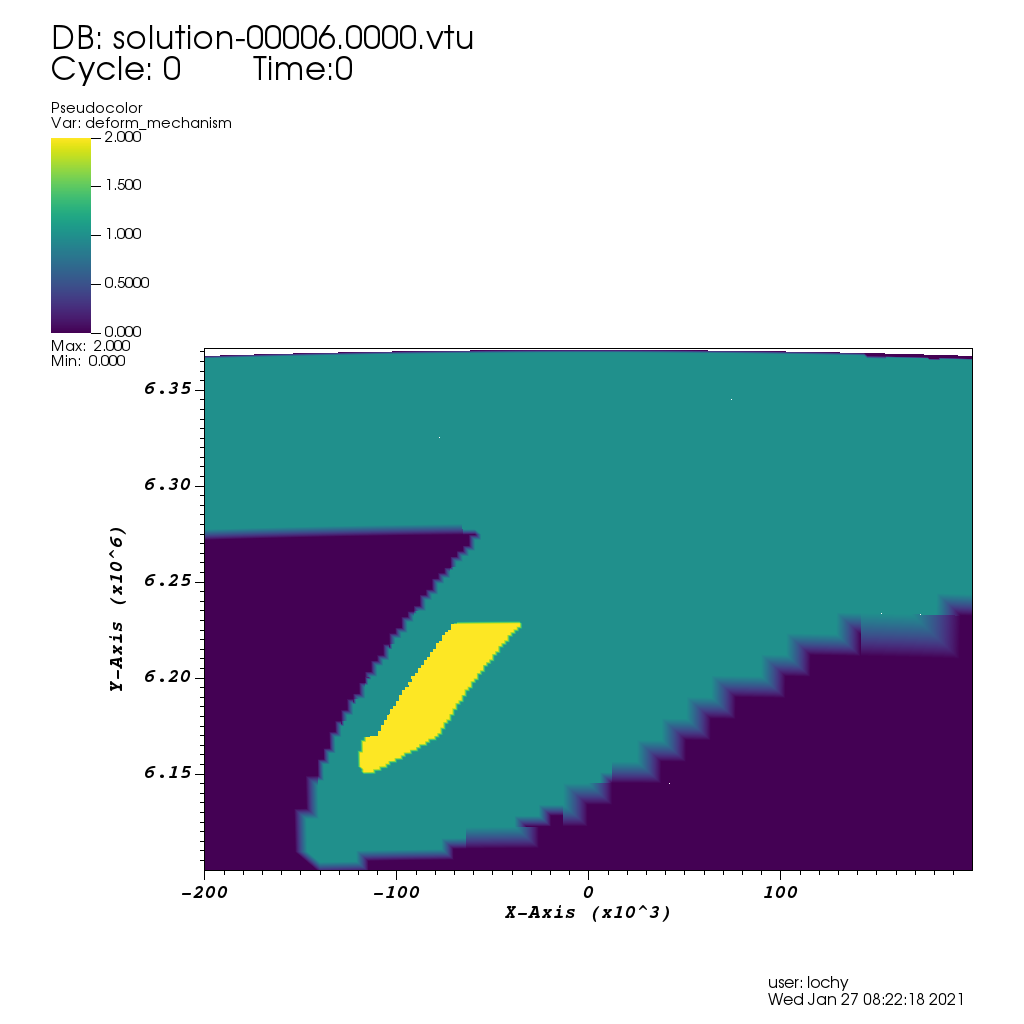 DB: solution-00006.0000.vtu
Cycle: 0 Time:0
Pseudocolor
Var: deform_mechanism
2.000
1.500
1.000
0.5000
0.000
Max: 2.000
Min: 0.000
6.35
6.30
6.25
6.20
6.15
Y-Axis (x10^6)
-200 -100 0 100
X-Axis (x10^3)
user: lochy
Wed Jan 27 08:22:18 2021